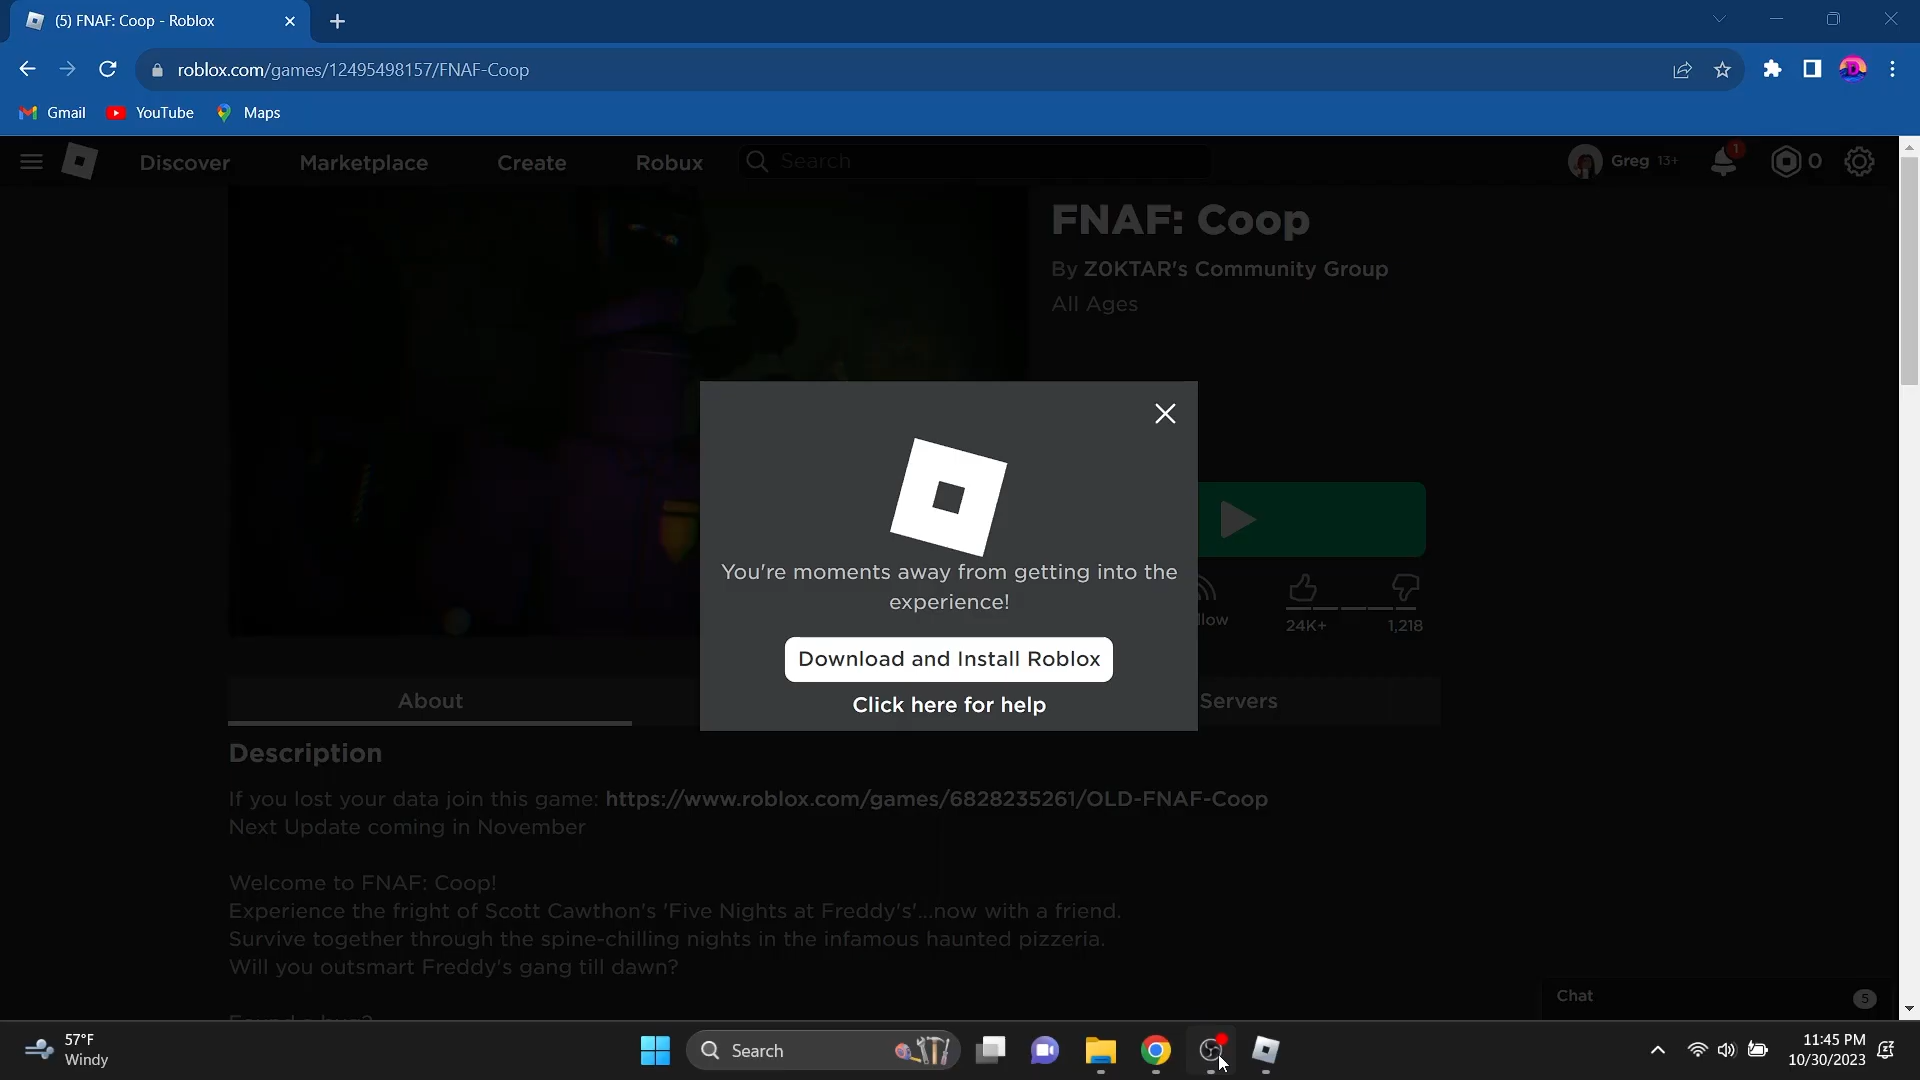 (5) FNAF: Coop - Roblox
roblox.com/games/12495498157/FNAF-Coop
Gmail
YouTube
Maps
Discover
Marketplace
Create
Robux
Search
Greg 13+
1
0
FNAF: Coop
By Z0KTAR's Community Group
All Ages
You're moments away from getting into the
experience!
Download and Install Roblox
Click here for help
24K+
1,218
About
Servers
Description
If you lost your data join this game: https://www.roblox.com/games/6828235261/OLD-FNAF-Coop
Next Update coming in November
Welcome to FNAF: Coop!
Experience the fright of Scott Cawthon's 'Five Nights at Freddy's'...now with a friend.
Survive together through the spine-chilling nights in the infamous haunted pizzeria.
Will you outsmart Freddy's gang till dawn?
Chat
5
57°F
Windy
Search
11:45 PM
10/30/2023